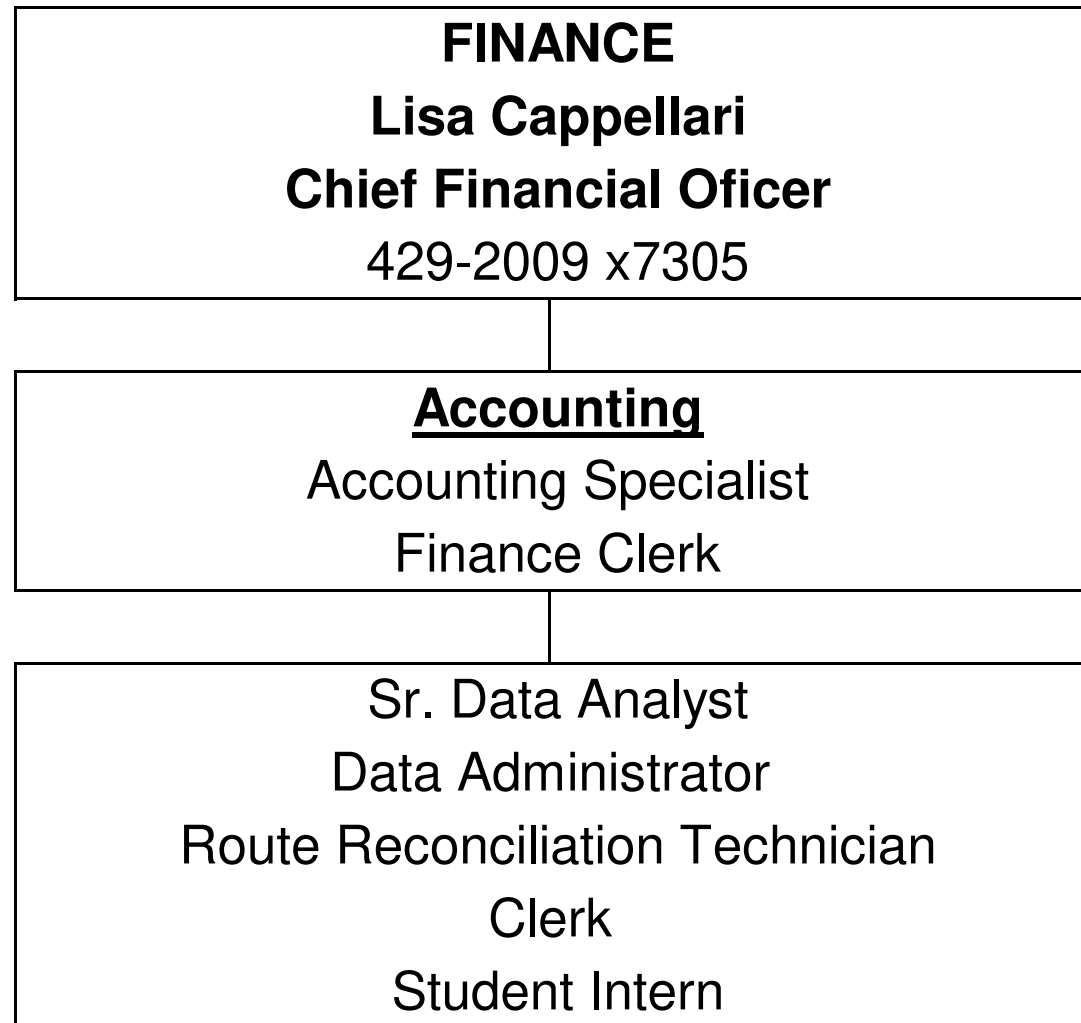 FINANCE
Lisa Cappellari
Chief Financial Oficer
429-2009 x7305
Accounting
Accounting Specialist
Finance Clerk
Sr. Data Analyst
Data Administrator
Route Reconciliation Technician
Clerk
Student Intern